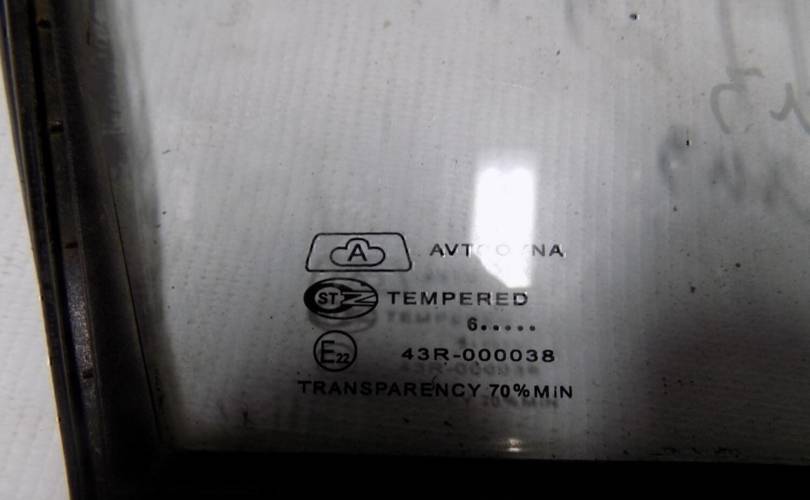 A
ST
TEMPERED
6.....
E22 43R-000038
TRANSPARENCY 70%MiN